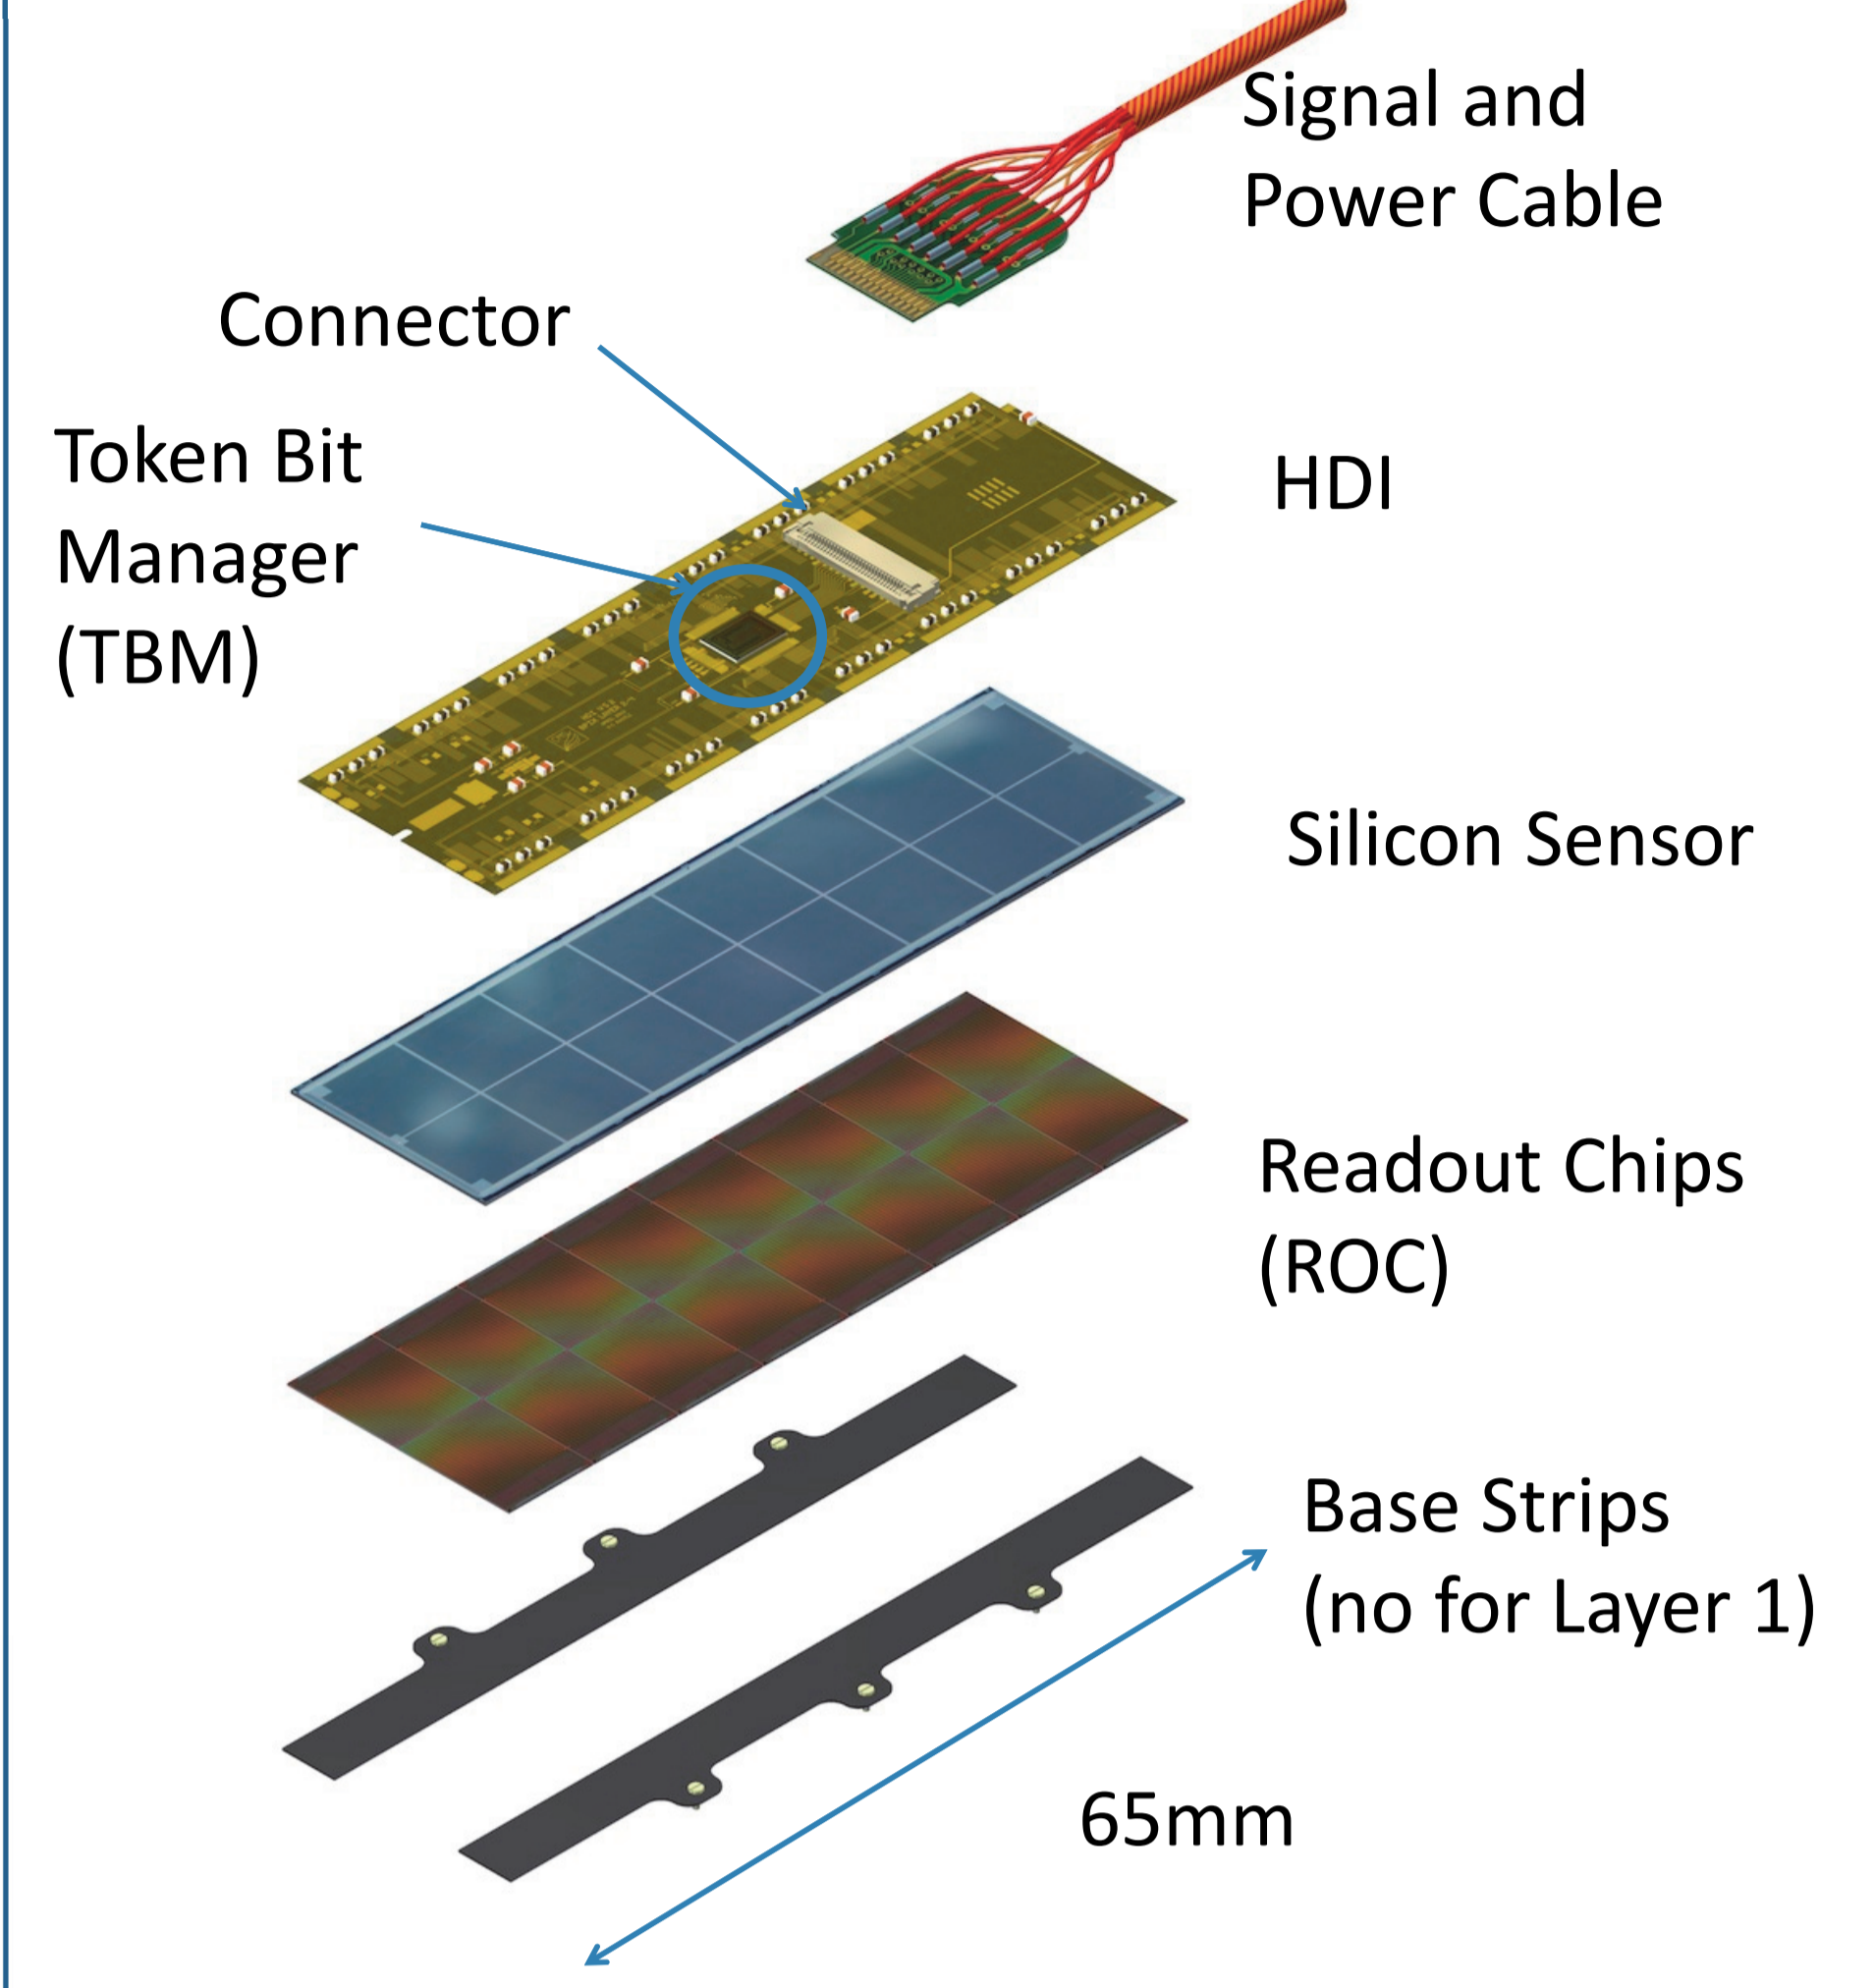 Signal and
Power Cable
Connector
Token Bit
Manager
(TBM)
HDI
Silicon Sensor
Readout Chips
(ROC)
Base Strips
(no for Layer 1)
65mm